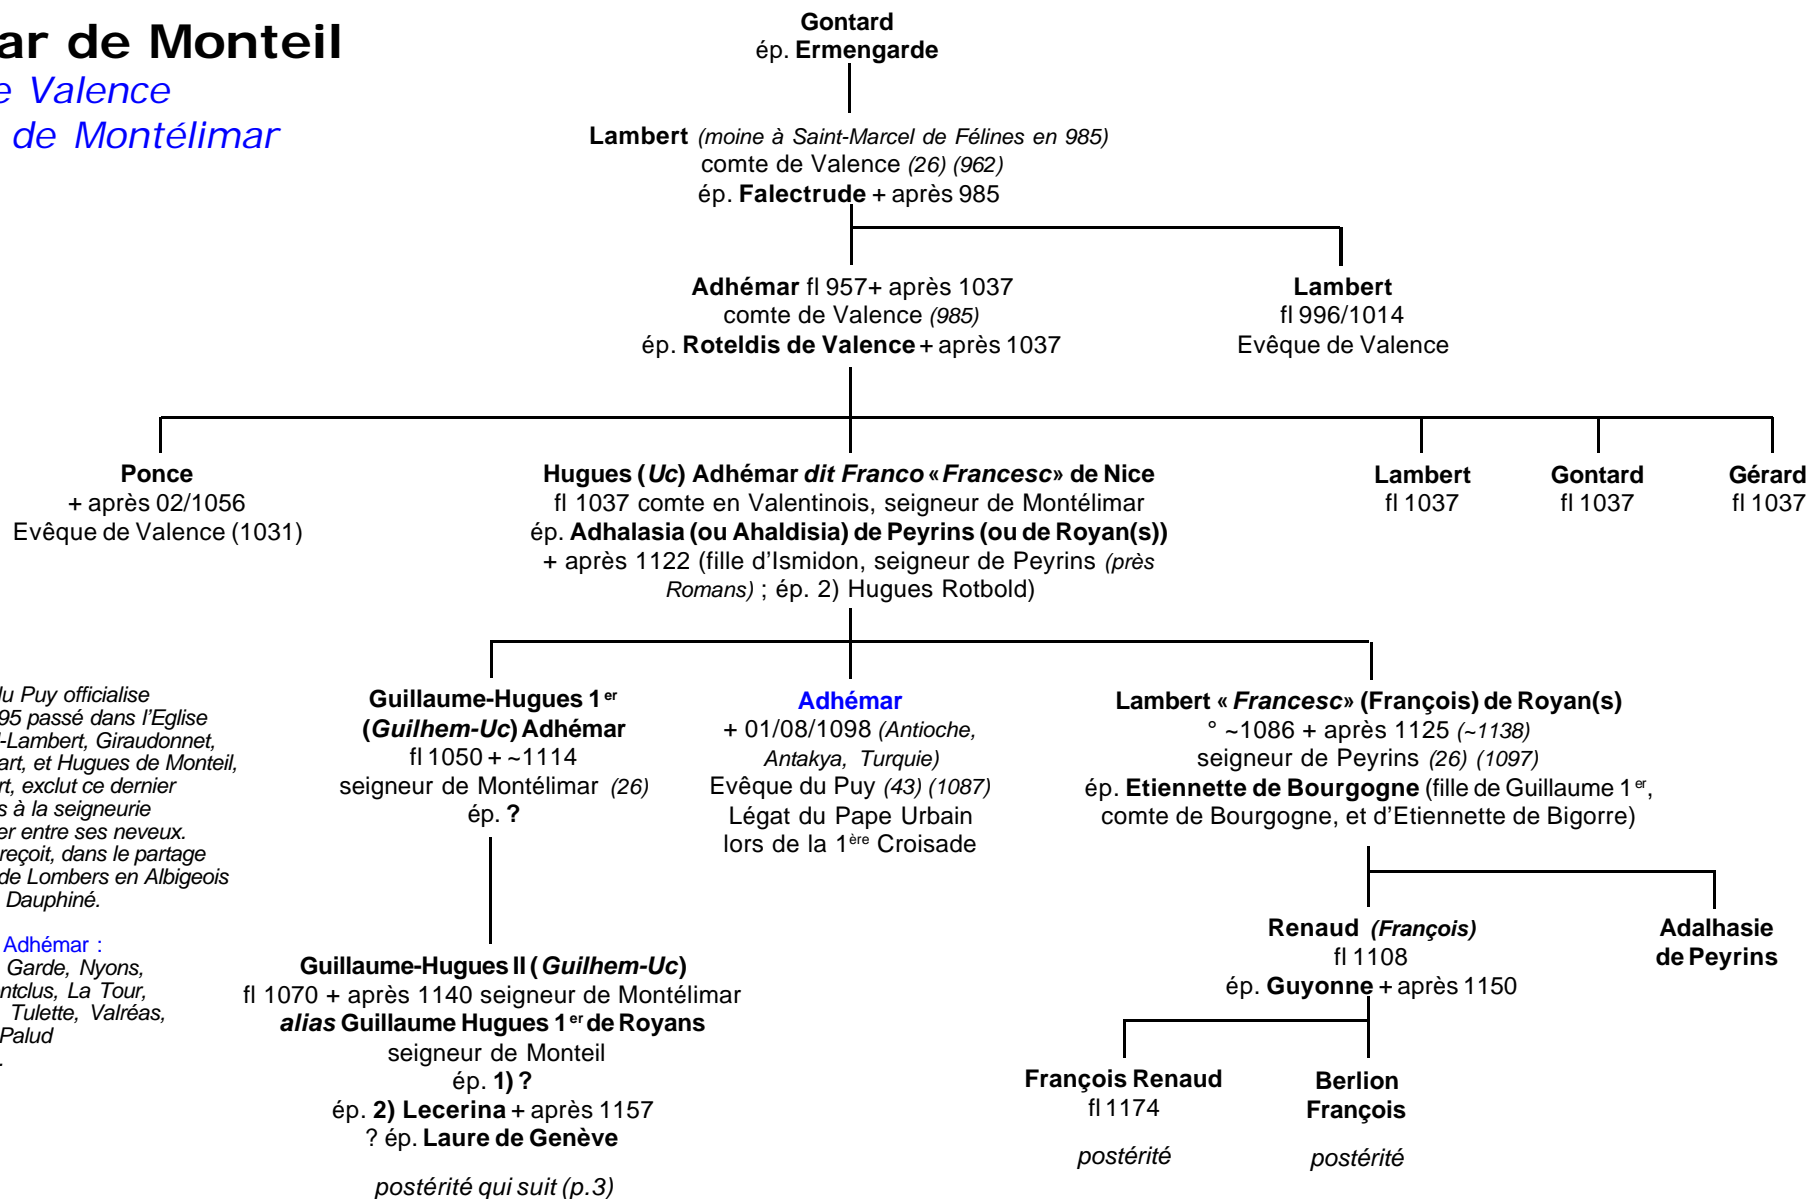 ar de Monteil
e Valence
de Montélimar
Gontard
ép. Ermengarde
Lambert (moine à Saint-Marcel de Félines en 985)
comte de Valence (26) (962)
ép. Falectrude + après 985
Adhémar fl 957+ après 1037
comte de Valence (985)
ép. Roteldis de Valence + après 1037
Lambert
fl 996/1014
Evêque de Valence
Ponce
+ après 02/1056
Evêque de Valence (1031)
Hugues (Uc) Adhémar dit Franco «Francesc» de Nice
fl 1037 comte en Valentinois, seigneur de Montélimar
ép. Adhalasia (ou Ahaldisia) de Peyrins (ou de Royan(s))
+ après 1122 (fille d'Ismidon, seigneur de Peyrins (près
Romans) ; ép. 2) Hugues Rotbold)
Lambert
fl 1037
Gontard
fl 1037
Gérard
fl 1037
lu Puy officialise
95 passé dans l'Eglise
l-Lambert, Giraudonnet,
art, et Hugues de Monteil,
rt, exclut ce dernier
s à la seigneurie
er entre ses neveux.
reçoit, dans le partage
de Lombers en Albigeois
Dauphiné.
Adhémar :
Garde, Nyons,
ntclus, La Tour,
Tulette, Valréas,
Palud
.
Guillaume-Hugues 1er
(Guilhem-Uc) Adhémar
fl 1050 + ~1114
seigneur de Montélimar (26)
ép. ?
Adhémar
+ 01/08/1098 (Antioche,
Antakya, Turquie)
Evêque du Puy (43) (1087)
Légat du Pape Urbain
lors de la 1ère Croisade
Lambert « Francesc» (François) de Royan(s)
° ~1086 + après 1125 (~1138)
seigneur de Peyrins (26) (1097)
ép. Etiennette de Bourgogne (fille de Guillaume 1er,
comte de Bourgogne, et d'Etiennette de Bigorre)
Guillaume-Hugues II ( Guilhem-Uc)
fl 1070 + après 1140 seigneur de Montélimar
alias Guillaume Hugues 1er de Royans
seigneur de Monteil
ép. 1) ?
ép. 2) Lecerina + après 1157
? ép. Laure de Genève
postérité qui suit (p.3)
Renaud (François)
fl 1108
ép. Guyonne + après 1150
Adalhasie
de Peyrins
François Renaud
fl 1174
postérité
Berlion
François
postérité